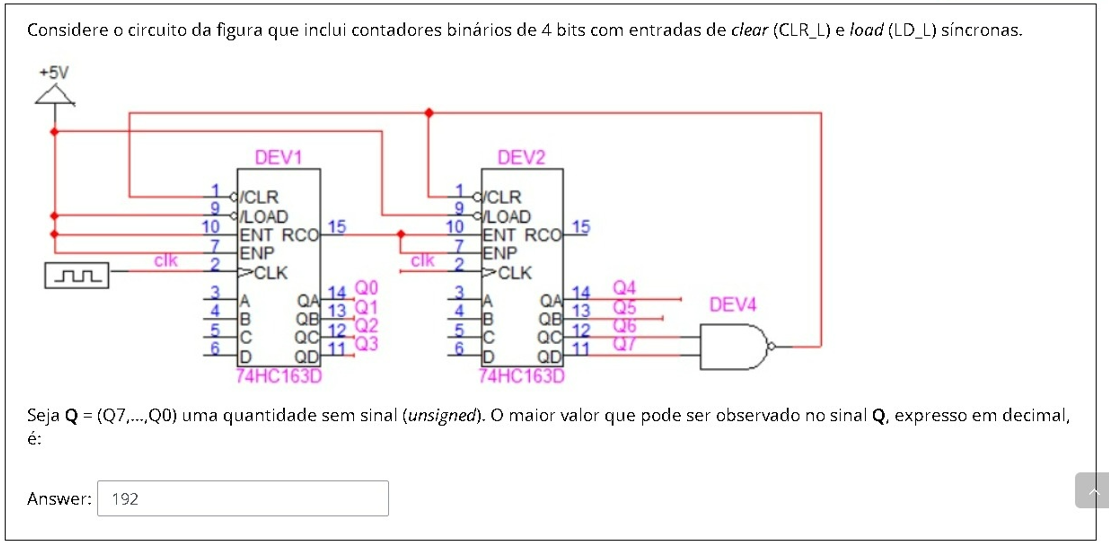 Considere o circuito da figura que inclui contadores binários de 4 bits com entradas de clear (CLR_L) e load (LD_L) síncronas.
+5V
DEV1
DEV2
1 /CLR
9 /LOAD
10 ENT RCO 15
7 ENP
clk 2 CLK
3 A QA 14 Q0
4 B QB 13 Q1
5 C QC 12 Q2
6 D QD 11 Q3
74HC163D
1 /CLR
9 /LOAD
10 ENT RCO 15
7 ENP
clk 2 CLK
3 A QA 14 Q4
4 B QB 13 Q5
5 C QC 12 Q6
6 D QD 11 Q7
74HC163D
DEV4
Seja Q = (Q7,...,Q0) uma quantidade sem sinal (unsigned). O maior valor que pode ser observado no sinal Q, expresso em decimal,
é:
Answer: 192